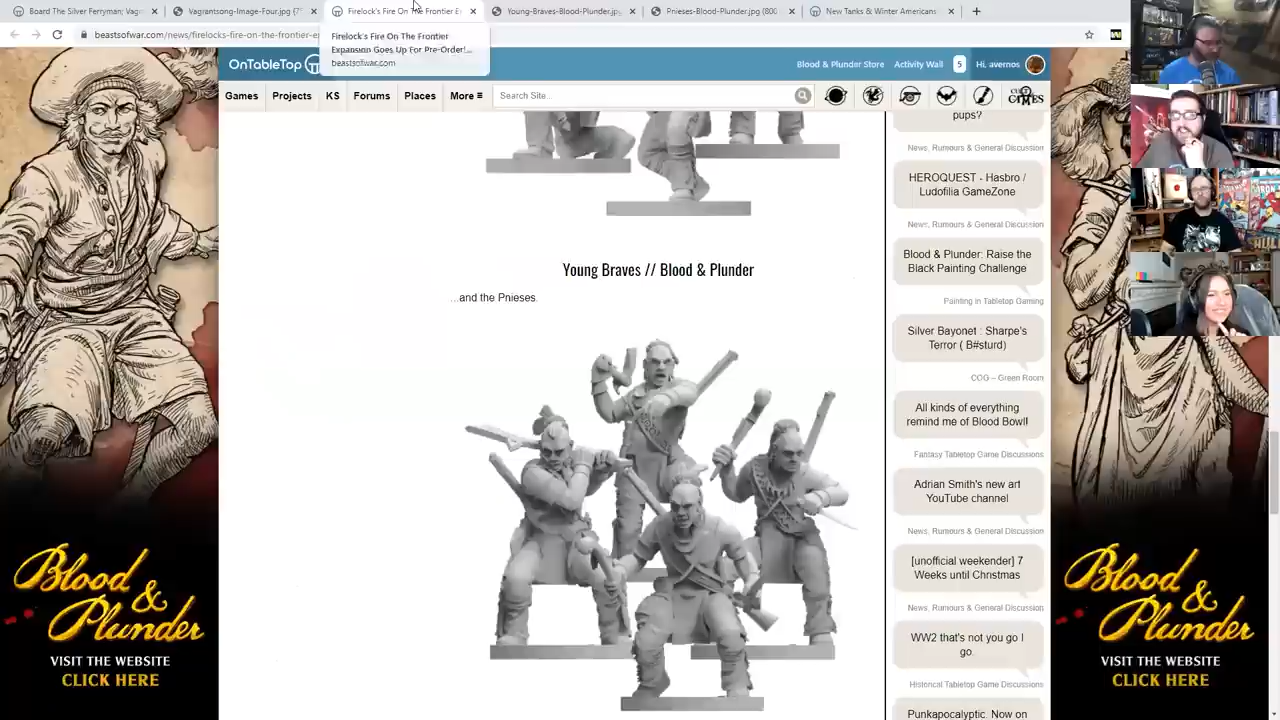 Board The Silver Ferryman; Vagr
Vagrantsong-Image-Four.jpg (7
Firelock's Fire On The Frontier E
Young-Braves-Blood-Plunder.jpg
Pnieses-Blood-Plunder.jpg (800
New Tanks & Winter Americans
beastsofwar.com/news/firelocks-fire-on-the-frontier-e
Firelock's Fire On The Frontier
Expansion Goes Up For Pre-Order!...
beastsofwar.com
OnTableTop
Blood & Plunder Store
Activity Wall
5
Hi, avernos
Games
Projects
KS
Forums
Places
More
Search Site...
GAMES
pups?
News, Rumours & General Discussion
HEROQUEST - Hasbro /
Ludofilia GameZone
News, Rumours & General Discussion
Young Braves // Blood & Plunder
...and the Pnieses.
Blood & Plunder: Raise the
Black Painting Challenge
Painting in Tabletop Gaming
Silver Bayonet : Sharpe's
Terror ( B#sturd)
COG – Green Room
All kinds of everything
remind me of Blood Bowl!
Fantasy Tabletop Game Discussions
Adrian Smith's new art
YouTube channel
News, Rumours & General Discussion
[unofficial weekender] 7
Weeks until Christmas
News, Rumours & General Discussion
WW2 that's not you go I
go.
Historical Tabletop Game Discussions
Punkapocalyptic. Now on
Blood
&
Plunder
VISIT THE WEBSITE
CLICK HERE
Blood
&
Plunder
VISIT THE WEBSITE
CLICK HERE